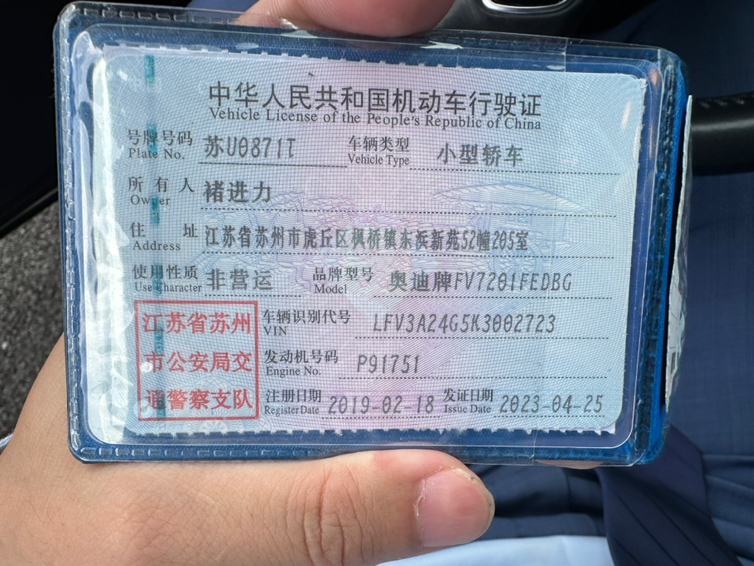 中华人民共和国机动车行驶证
Vehicle License of the People's Republic of China
号牌号码 苏U0871T 车辆类型 小型轿车
Plate No. Vehicle Type
所有人 褚进力
Owner
住址 江苏省苏州市虎丘区枫桥镇东浜新苑52幢205室
Address
使用性质 非营运 品牌型号 奥迪牌FV7201FEDBG
Use Character Model
江苏省苏州
市公安局交
通警察支队
车辆识别代号 LFV3A24G5K3002723
VIN
发动机号码 P91751
Engine No.
注册日期 2019-02-18 发证日期 2023-04-25
Register Date Issue Date